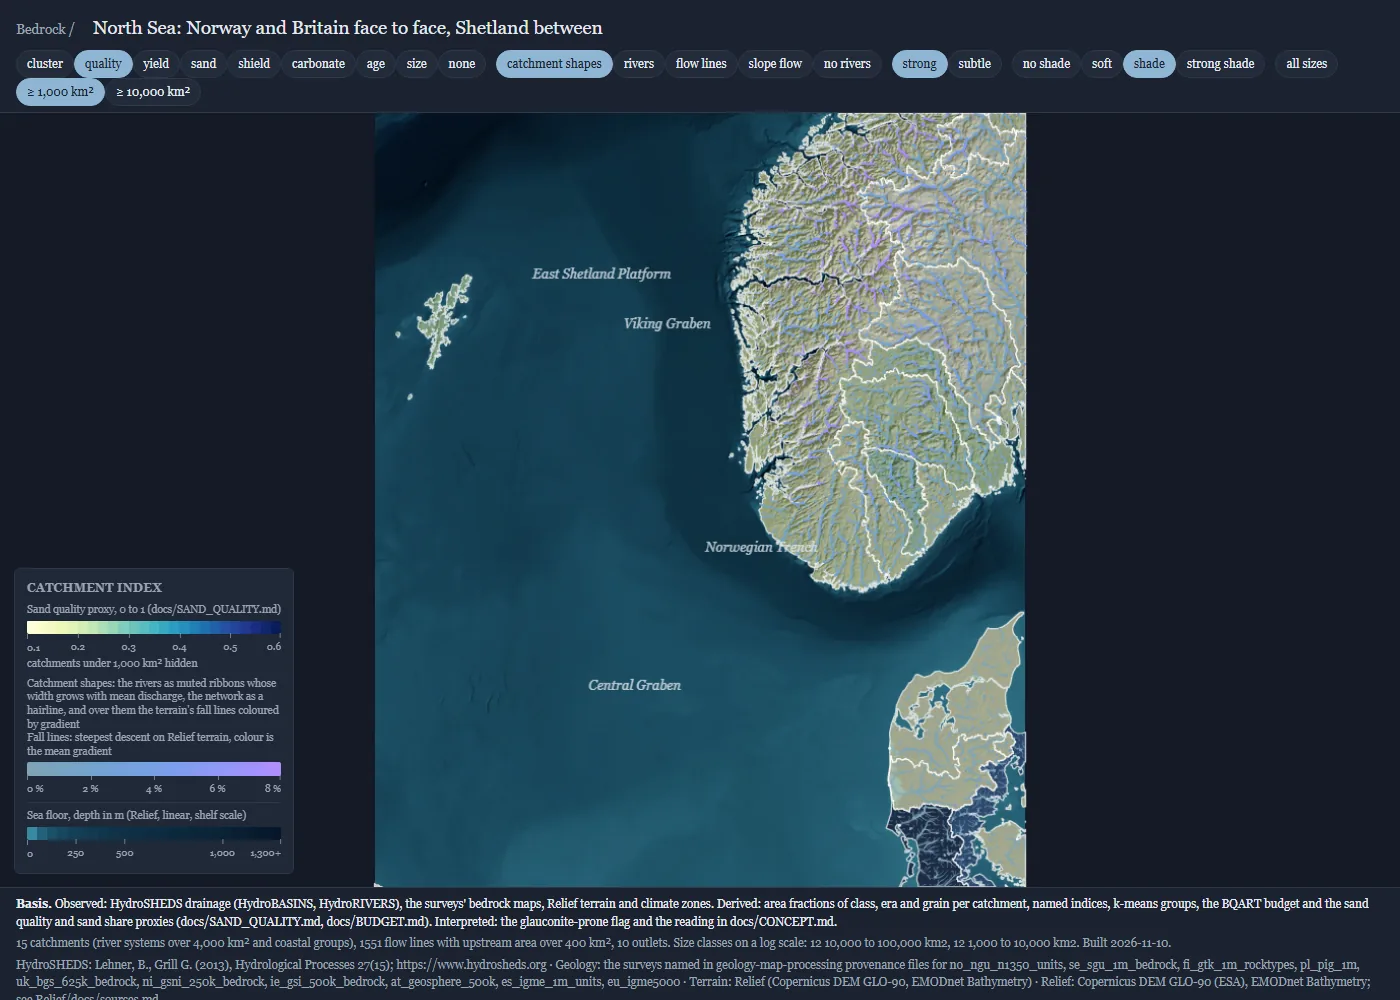 Bedrock / North Sea: Norway and Britain face to face, Shetland between
cluster quality yield sand shield carbonate age size none catchment shapes rivers flow lines slope flow no rivers strong subtle no shade soft shade strong shade all sizes
≥ 1,000 km² ≥ 10,000 km²
East Shetland Platform
Viking Graben
Norwegian Trench
Central Graben
CATCHMENT INDEX
Sand quality proxy, 0 to 1 (docs/SAND_QUALITY.md)
0.1 0.2 0.3 0.4 0.5 0.6
catchments under 1,000 km² hidden
Catchment shapes: the rivers as muted ribbons whose
width grows with mean discharge, the network as a
hairline, and over them the terrain's fall lines coloured
by gradient
Fall lines: steepest descent on Relief terrain, colour is
the mean gradient
0 % 2 % 4 % 6 % 8 %
Sea floor, depth in m (Relief, linear, shelf scale)
0 250 500 1,000 1,300+
Basis. Observed: HydroSHEDS drainage (HydroBASINS, HydroRIVERS), the surveys' bedrock maps, Relief terrain and climate zones. Derived: area fractions of class, era and grain per catchment, named indices, k-means groups, the BQART budget and the sand
quality and sand share proxies (docs/SAND_QUALITY.md, docs/BUDGET.md). Interpreted: the glauconite-prone flag and the reading in docs/CONCEPT.md.
15 catchments (river systems over 4,000 km² and coastal groups), 1551 flow lines with upstream area over 400 km², 10 outlets. Size classes on a log scale: 12 10,000 to 100,000 km2, 12 1,000 to 10,000 km2. Built 2026-11-10.
HydroSHEDS: Lehner, B., Grill G. (2013), Hydrological Processes 27(15); https://www.hydrosheds.org · Geology: the surveys named in geology-map-processing provenance files for no_ngu_n1350_units, se_sgu_1m_bedrock, fi_gtk_1m_rocktypes, pl_pig_1m,
uk_bgs_625k_bedrock, ni_gsni_250k_bedrock, ie_gsi_500k_bedrock, at_geosphere_500k, es_igme_1m_units, eu_igme5000 · Terrain: Relief (Copernicus DEM GLO-90, EMODnet Bathymetry) · Relief: Copernicus DEM GLO-90 (ESA), EMODnet Bathymetry;
see Relief/docs/sources.md